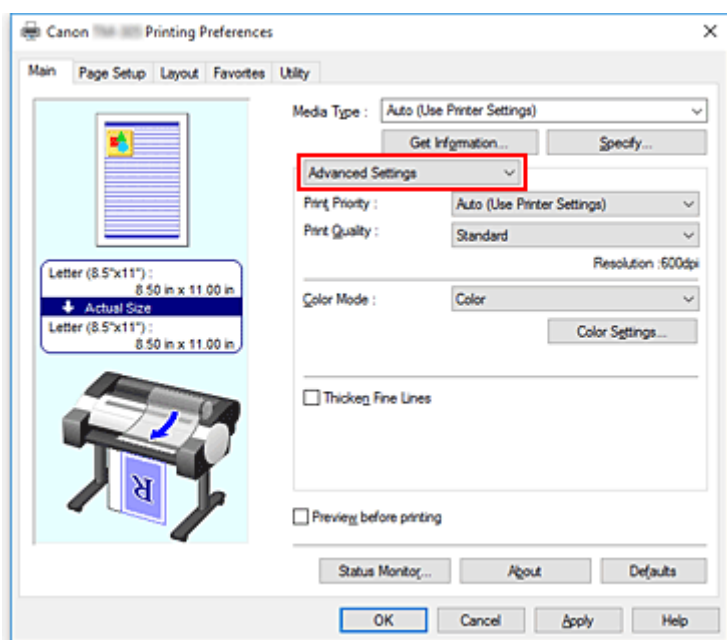 Canon Printing Preferences
Main Page Setup Layout Favorites Utility
Media Type : Auto (Use Printer Settings)
Get Information... Specify...
Advanced Settings
Print Priority : Auto (Use Printer Settings)
Print Quality : Standard
Resolution :600dpi
Letter (8.5"x11") :
8.50 in x 11.00 in
Actual Size
Letter (8.5"x11") :
8.50 in x 11.00 in
Color Mode : Color
Color Settings...
Thicken Fine Lines
R
Preview before printing
Status Monitor... About Defaults
OK Cancel Apply Help